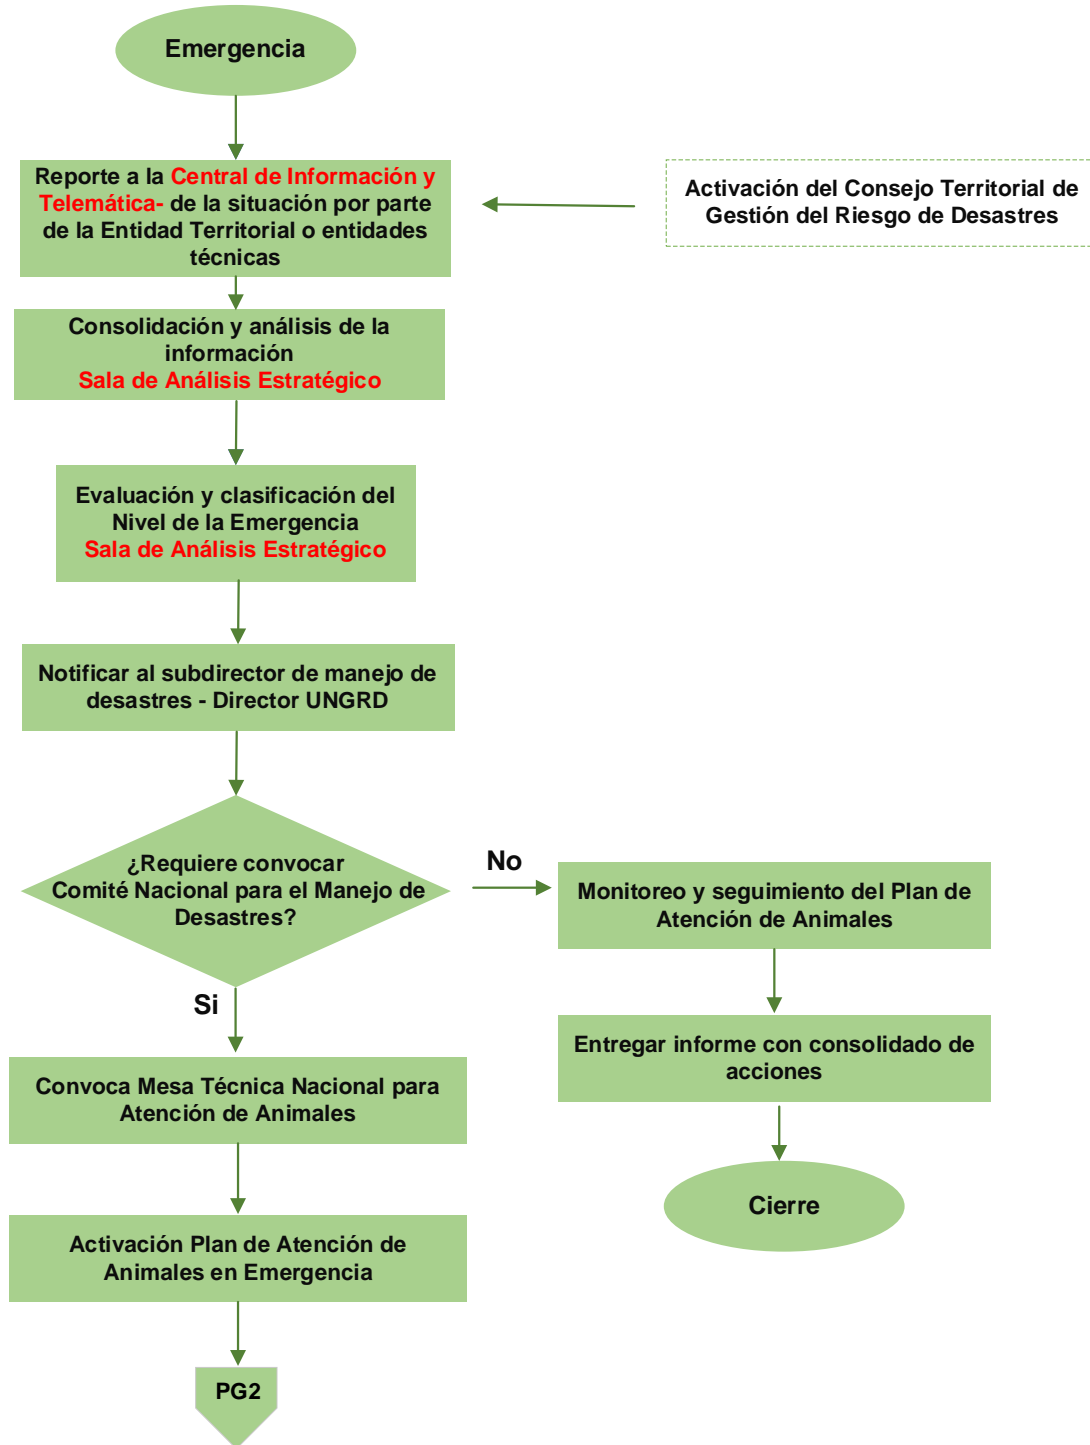 Emergencia
Reporte a la Central de Información y
Telemática- de la situación por parte
de la Entidad Territorial o entidades
técnicas
Activación del Consejo Territorial de
Gestión del Riesgo de Desastres
Consolidación y análisis de la
información
Sala de Análisis Estratégico
Evaluación y clasificación del
Nivel de la Emergencia
Sala de Análisis Estratégico
Notificar al subdirector de manejo de
desastres - Director UNGRD
¿Requiere convocar
Comité Nacional para el Manejo de
Desastres?
No
Monitoreo y seguimiento del Plan de
Atención de Animales
Entregar informe con consolidado de
acciones
Cierre
Si
Convoca Mesa Técnica Nacional para
Atención de Animales
Activación Plan de Atención de
Animales en Emergencia
PG2